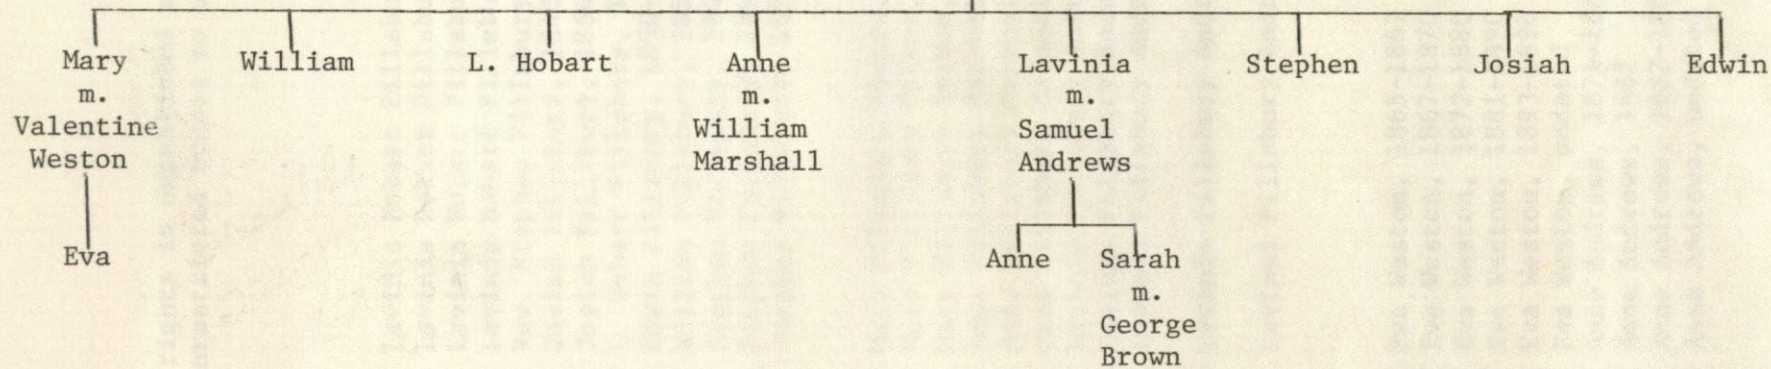 Mary William L. Hobart Anne Lavinia Stephen Josiah Edwin
m. m. m.
Valentine William Samuel
Weston Marshall Andrews
Eva Anne Sarah
m.
George
Brown